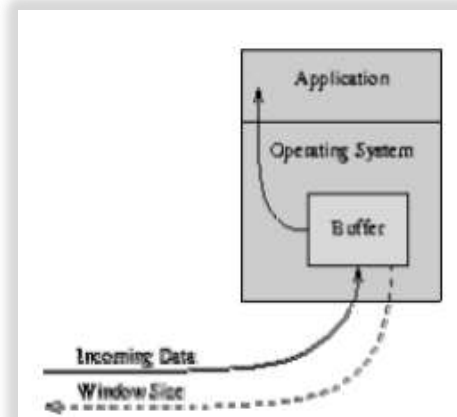 Application
Operating System
Buffer
Incoming Data
Window Size